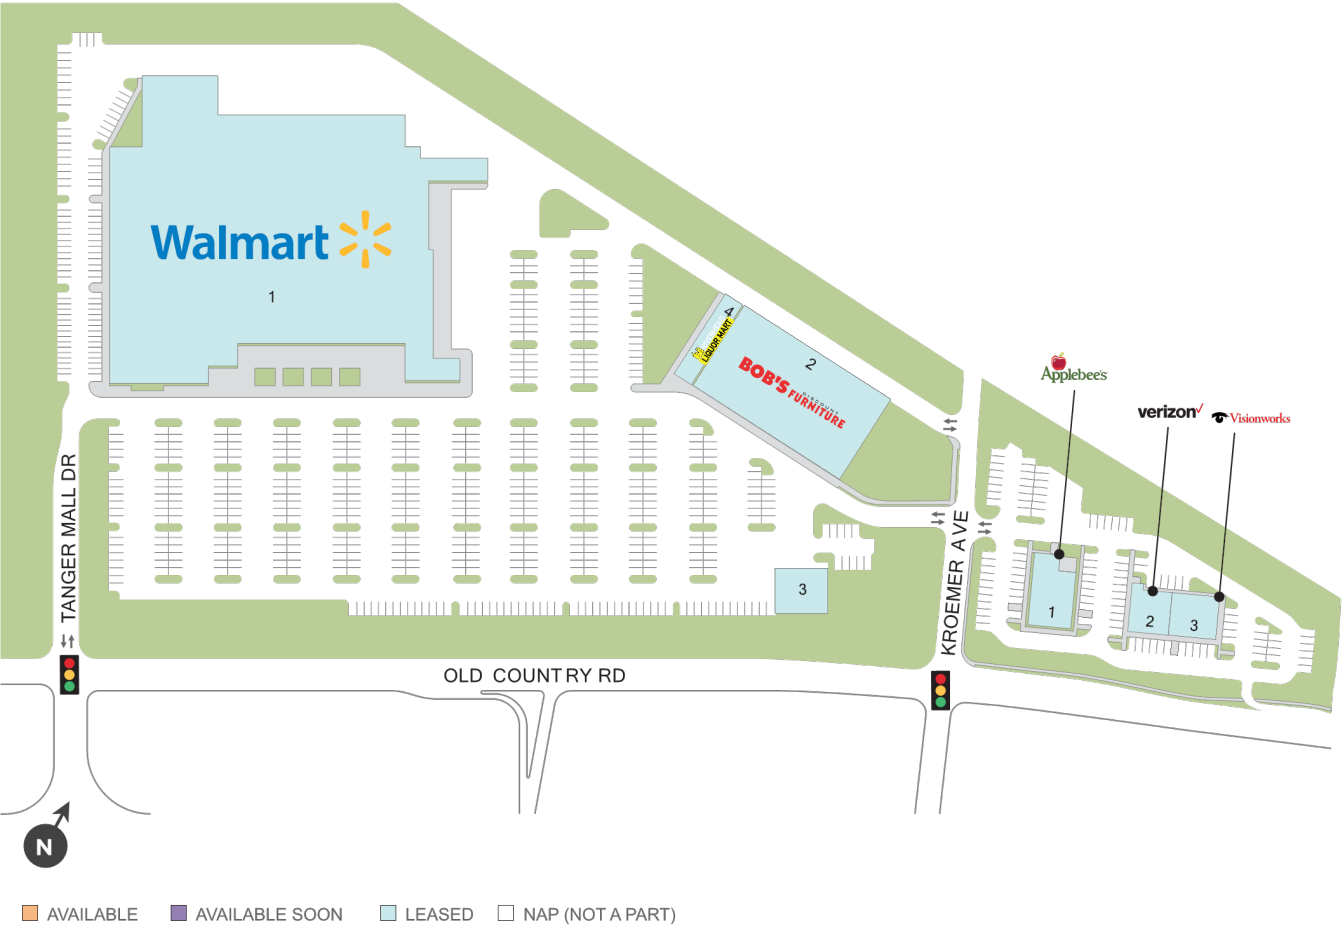 Walmart
1
4
LIQUOR MART
2
BOB'S
DISCOUNT
FURNITURE
Applebee's
verizon
Visionworks
TANGER MALL DR
KROEMER AVE
3
1
2
3
OLD COUNTRY RD
N
AVAILABLE
AVAILABLE SOON
LEASED
NAP (NOT A PART)